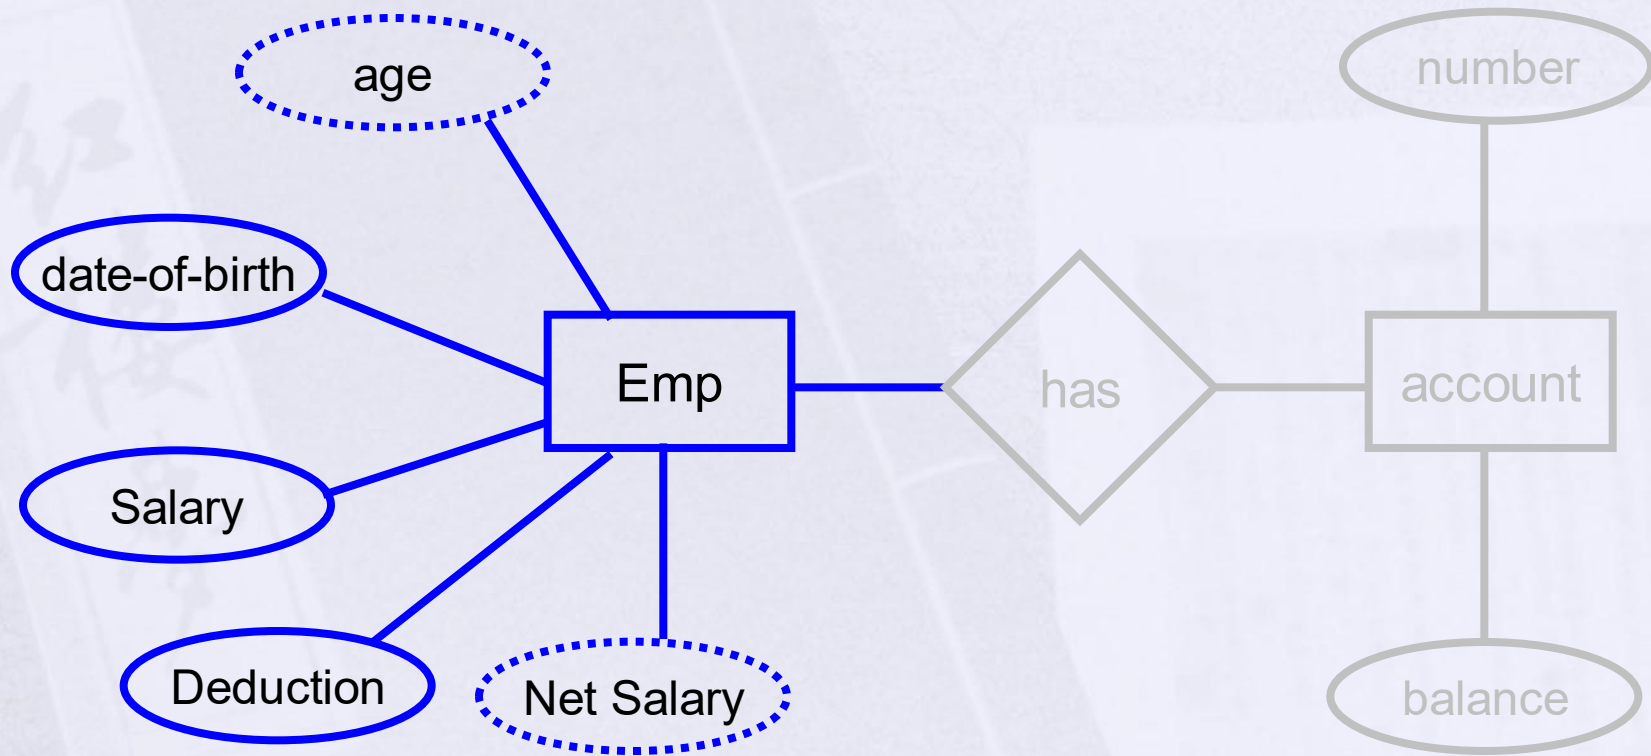 age
number
date-of-birth
Emp
has
account
Salary
Deduction
Net Salary
balance